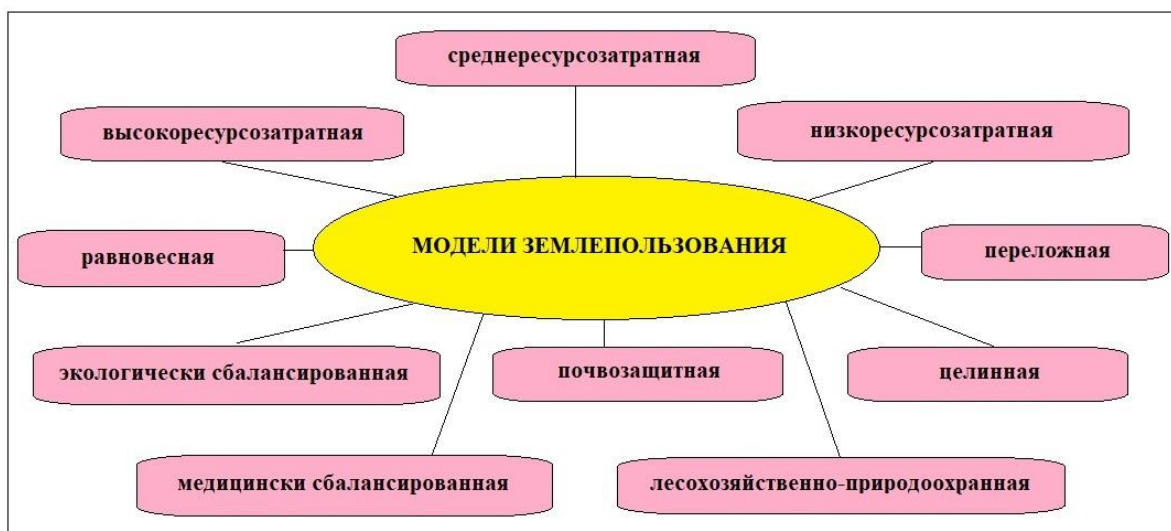 среднересурсозатратная
высокоресурсозатратная
низкоресурсозатратная
МОДЕЛИ ЗЕМЛЕПОЛЬЗОВАНИЯ
равновесная
переложная
экологически сбалансированная
почвозащитная
целинная
медицински сбалансированная
лесохозяйственно-природоохранная